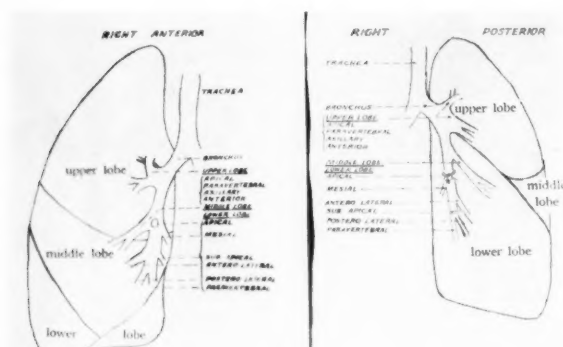 RIGHT ANTERIOR
TRACHEA
upper lobe
BRONCHUS
UPPER LOBE
APICAL
PARAVERTEBRAL
AXILLARY
ANTERIOR
MIDDLE LOBE
LOWER LOBE
APICAL
MESIAL
middle lobe
SUB APICAL
ANTERO LATERAL
POSTERO LATERAL
PARAVERTEBRAL
lower lobe
RIGHT POSTERIOR
TRACHEA
BRONCHUS
upper lobe
UPPER LOBE
APICAL
PARAVERTEBRAL
AXILLARY
ANTERIOR
MIDDLE LOBE
LOWER LOBE
APICAL
middle
lobe
MESIAL
ANTERO LATERAL
SUB APICAL
POSTERO LATERAL
PARAVERTEBRAL
lower lobe